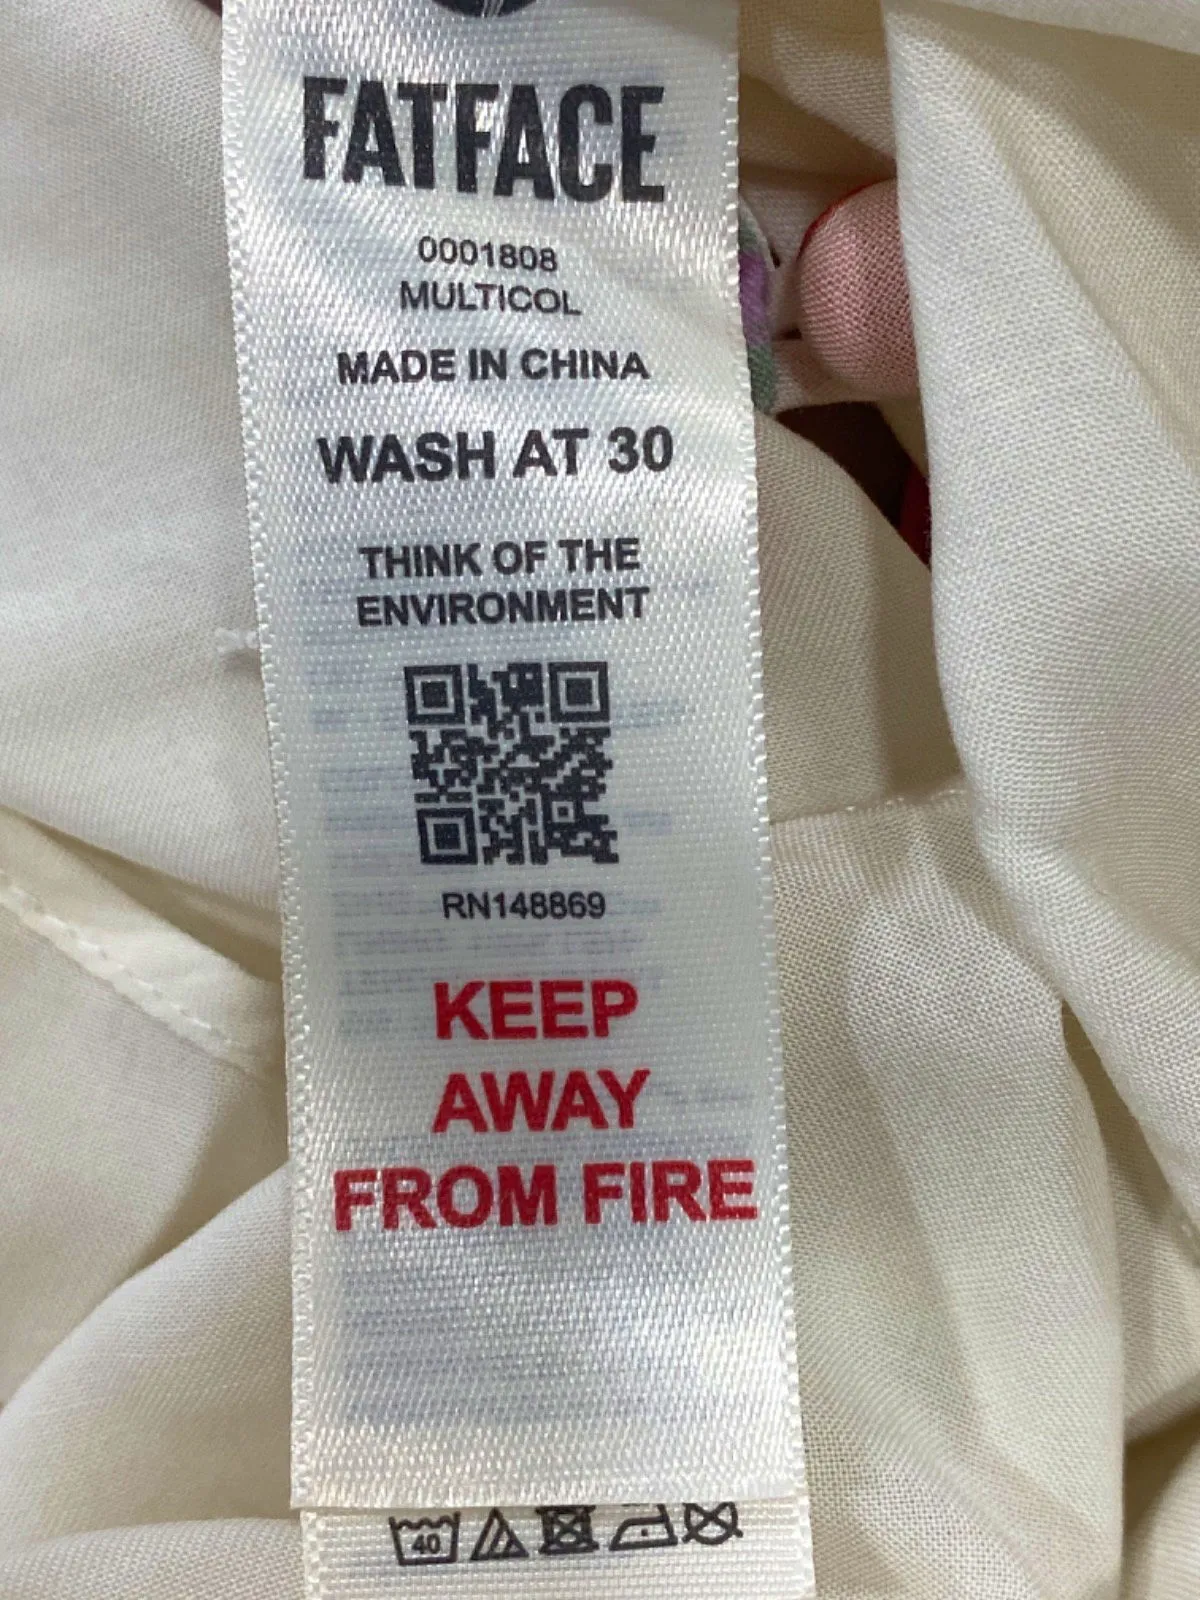 FATFACE
0001808
MULTICOL
MADE IN CHINA
WASH AT 30
THINK OF THE
ENVIRONMENT
RN148869
KEEP
AWAY
FROM FIRE
40